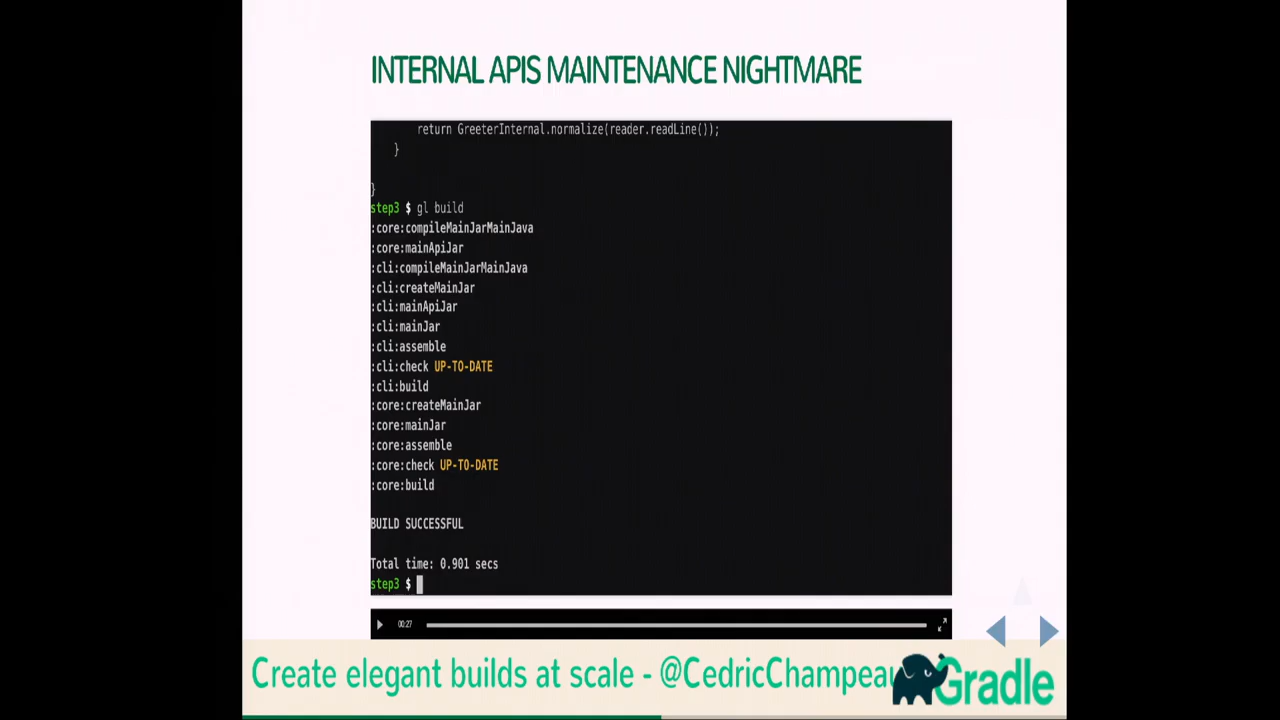 INTERNAL APIS MAINTENANCE NIGHTMARE
return GreeterInternal.normalize(reader.readLine());
}
}
step3 $ gl build
:core:compileMainJarMainJava
:core:mainApiJar
:cli:compileMainJarMainJava
:cli:createMainJar
:cli:mainApiJar
:cli:mainJar
:cli:assemble
:cli:check UP-TO-DATE
:cli:build
:core:createMainJar
:core:mainJar
:core:assemble
:core:check UP-TO-DATE
:core:build
BUILD SUCCESSFUL
Total time: 0.901 secs
step3 $
00:27
Create elegant builds at scale - @CedricChampeau
Gradle